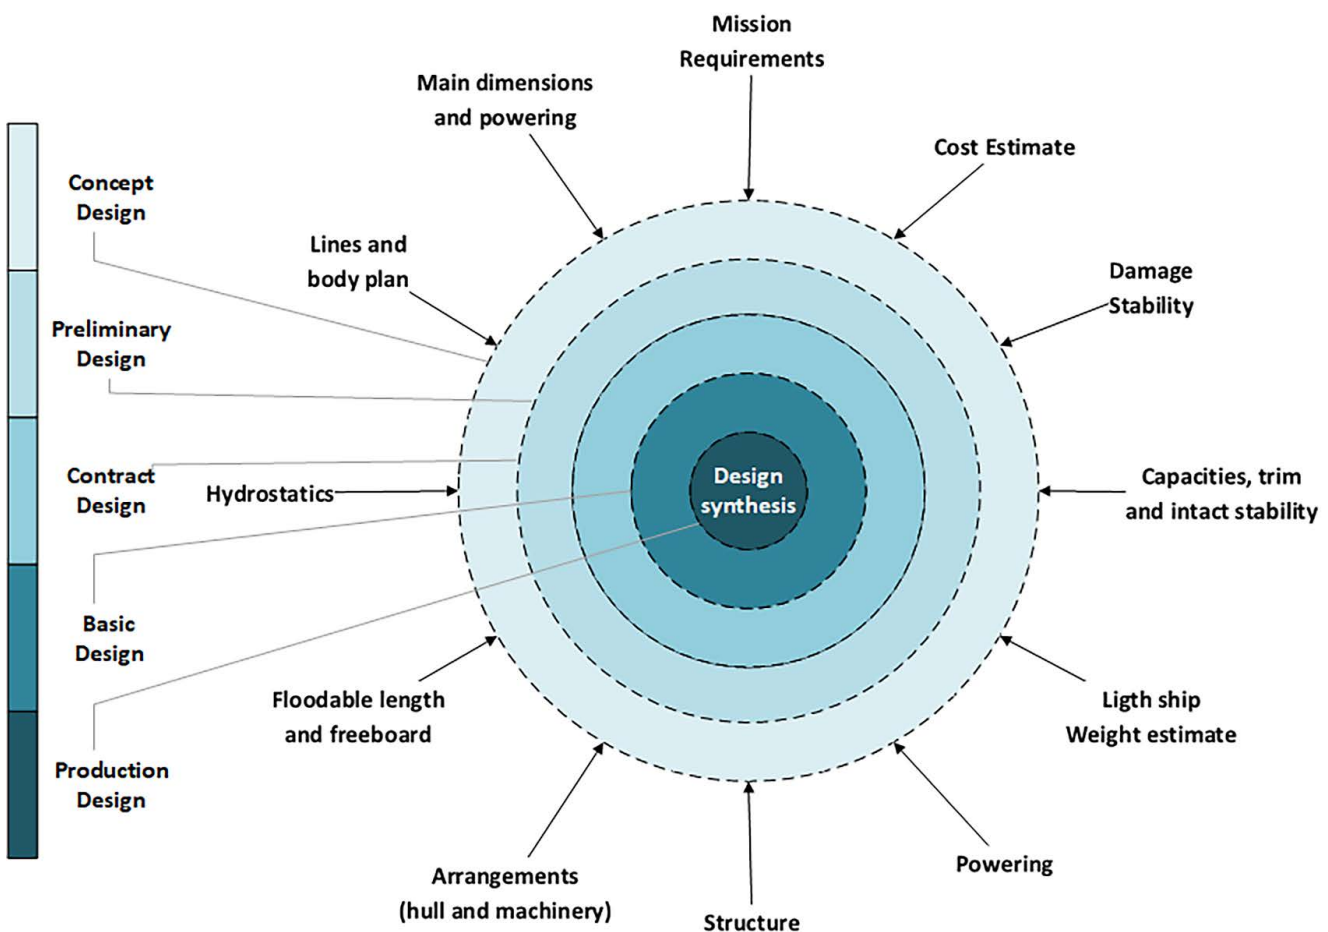 Mission
Requirements
Main dimensions
and powering
Cost Estimate
Concept
Design
Lines and
body plan
Damage
Stability
Preliminary
Design
Contract
Design
Hydrostatics
Design
synthesis
Capacities, trim
and intact stability
Basic
Design
Floodable length
and freeboard
Ligth ship
Weight estimate
Production
Design
Arrangements
(hull and machinery)
Powering
Structure